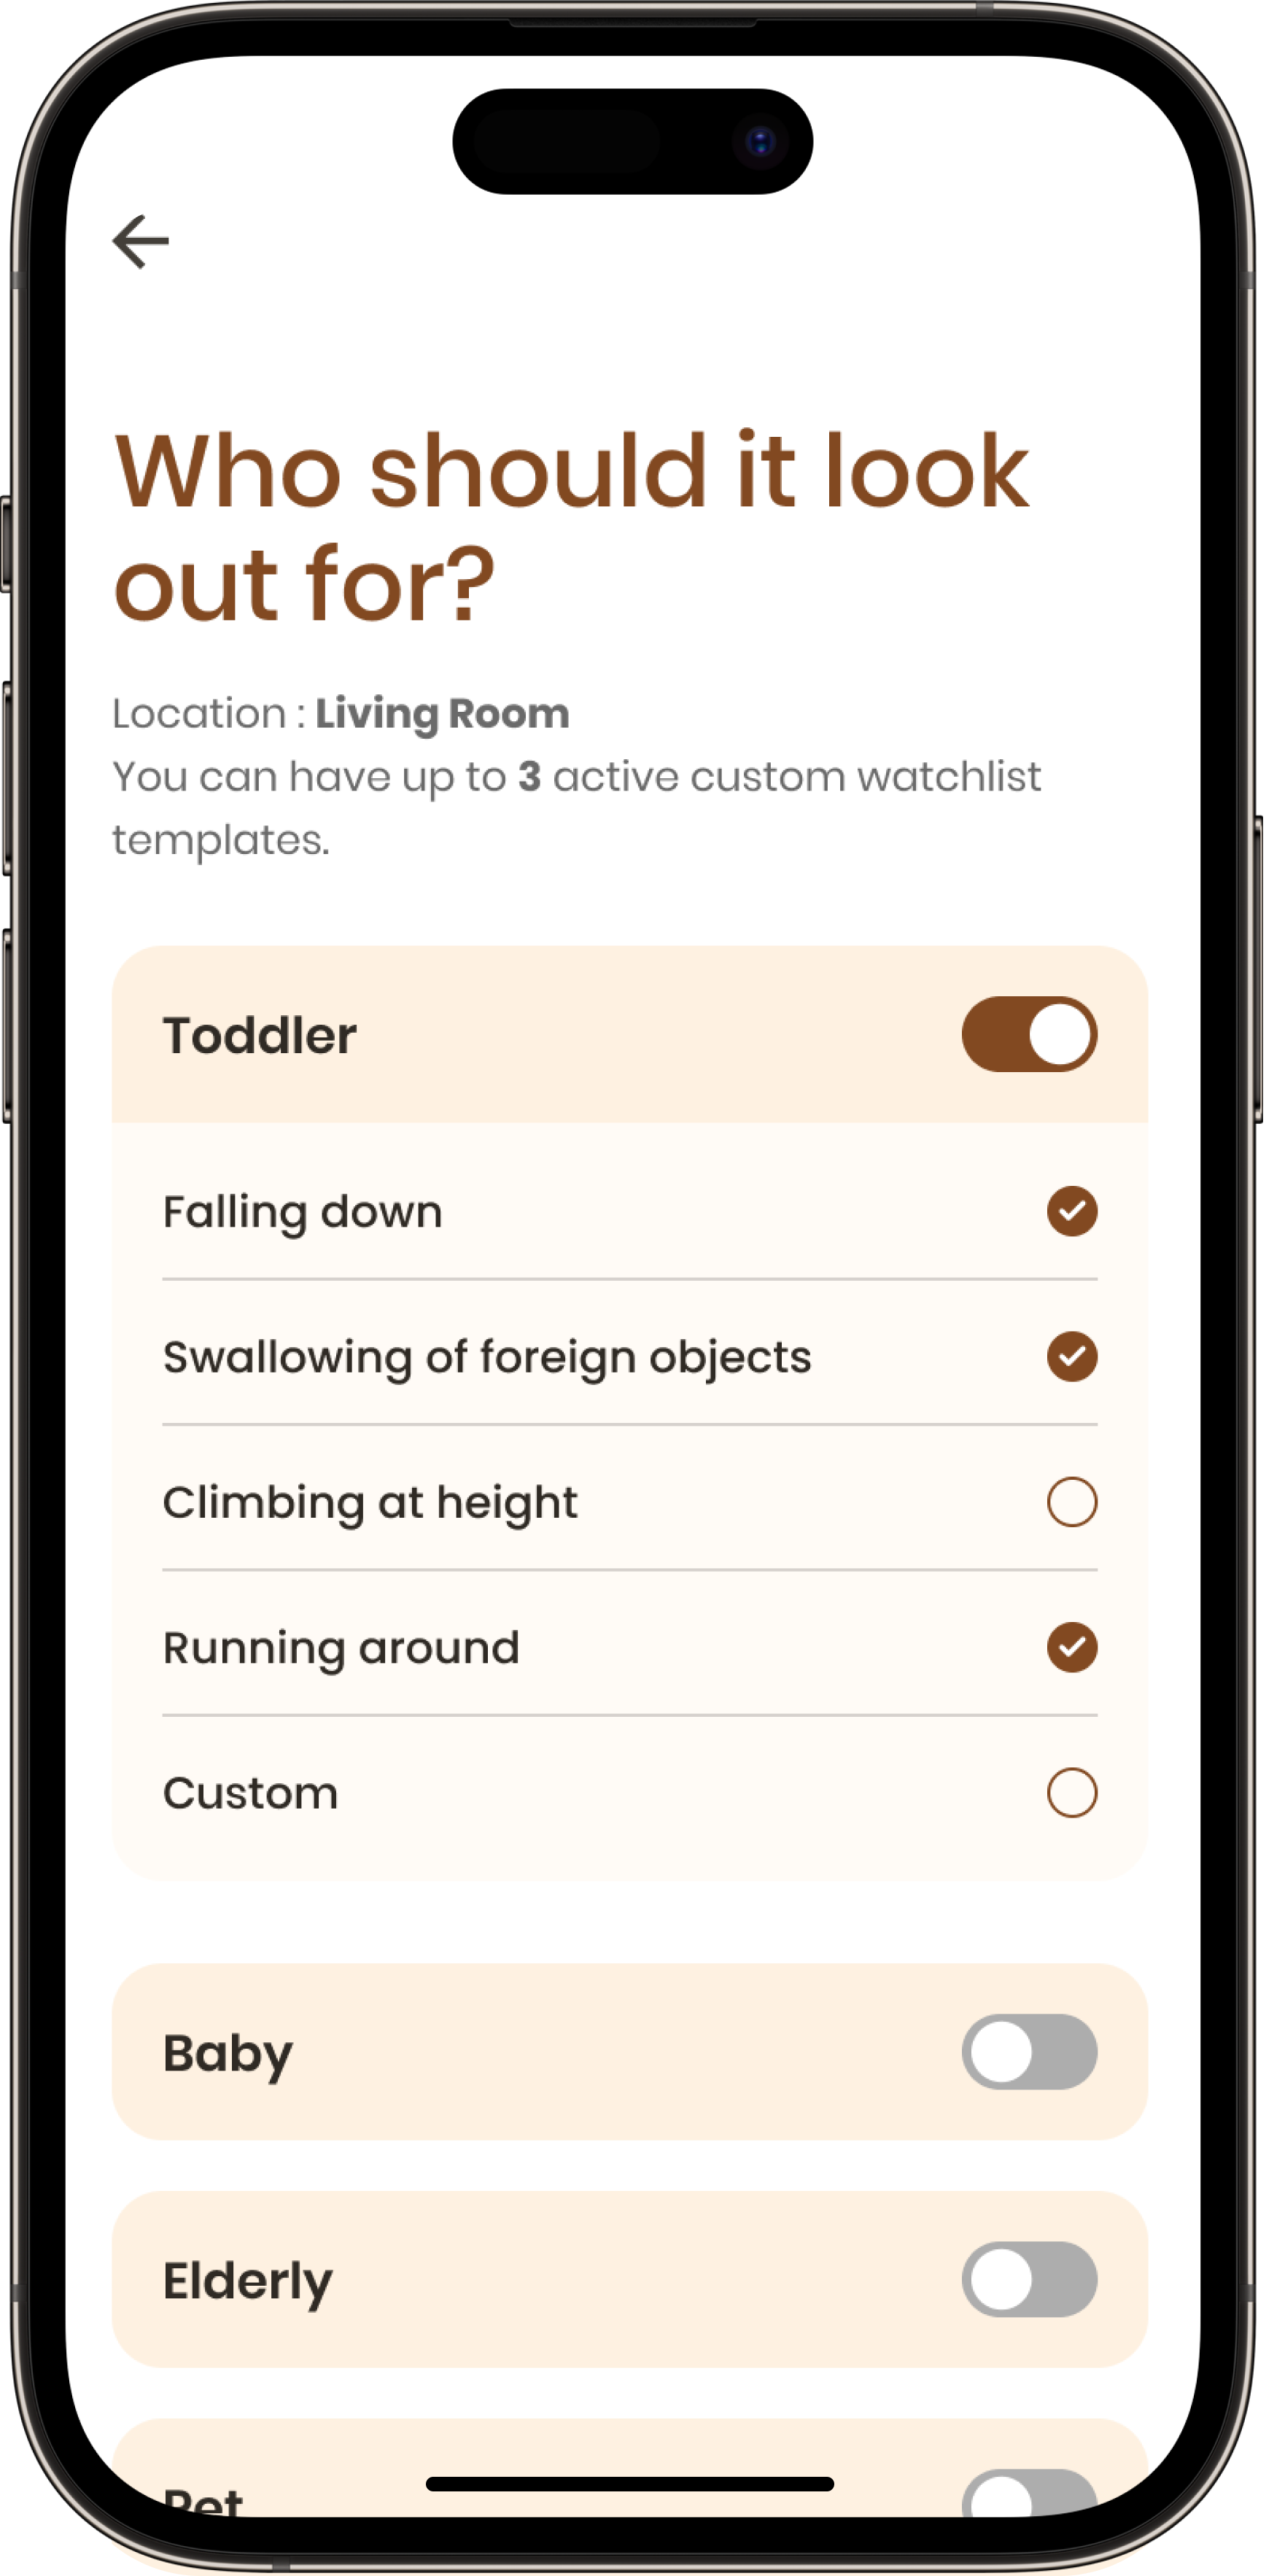 Who should it look
out for?
Location : Living Room
You can have up to 3 active custom watchlist
templates.
Toddler
Falling down
Swallowing of foreign objects
Climbing at height
Running around
Custom
Baby
Elderly
Pet